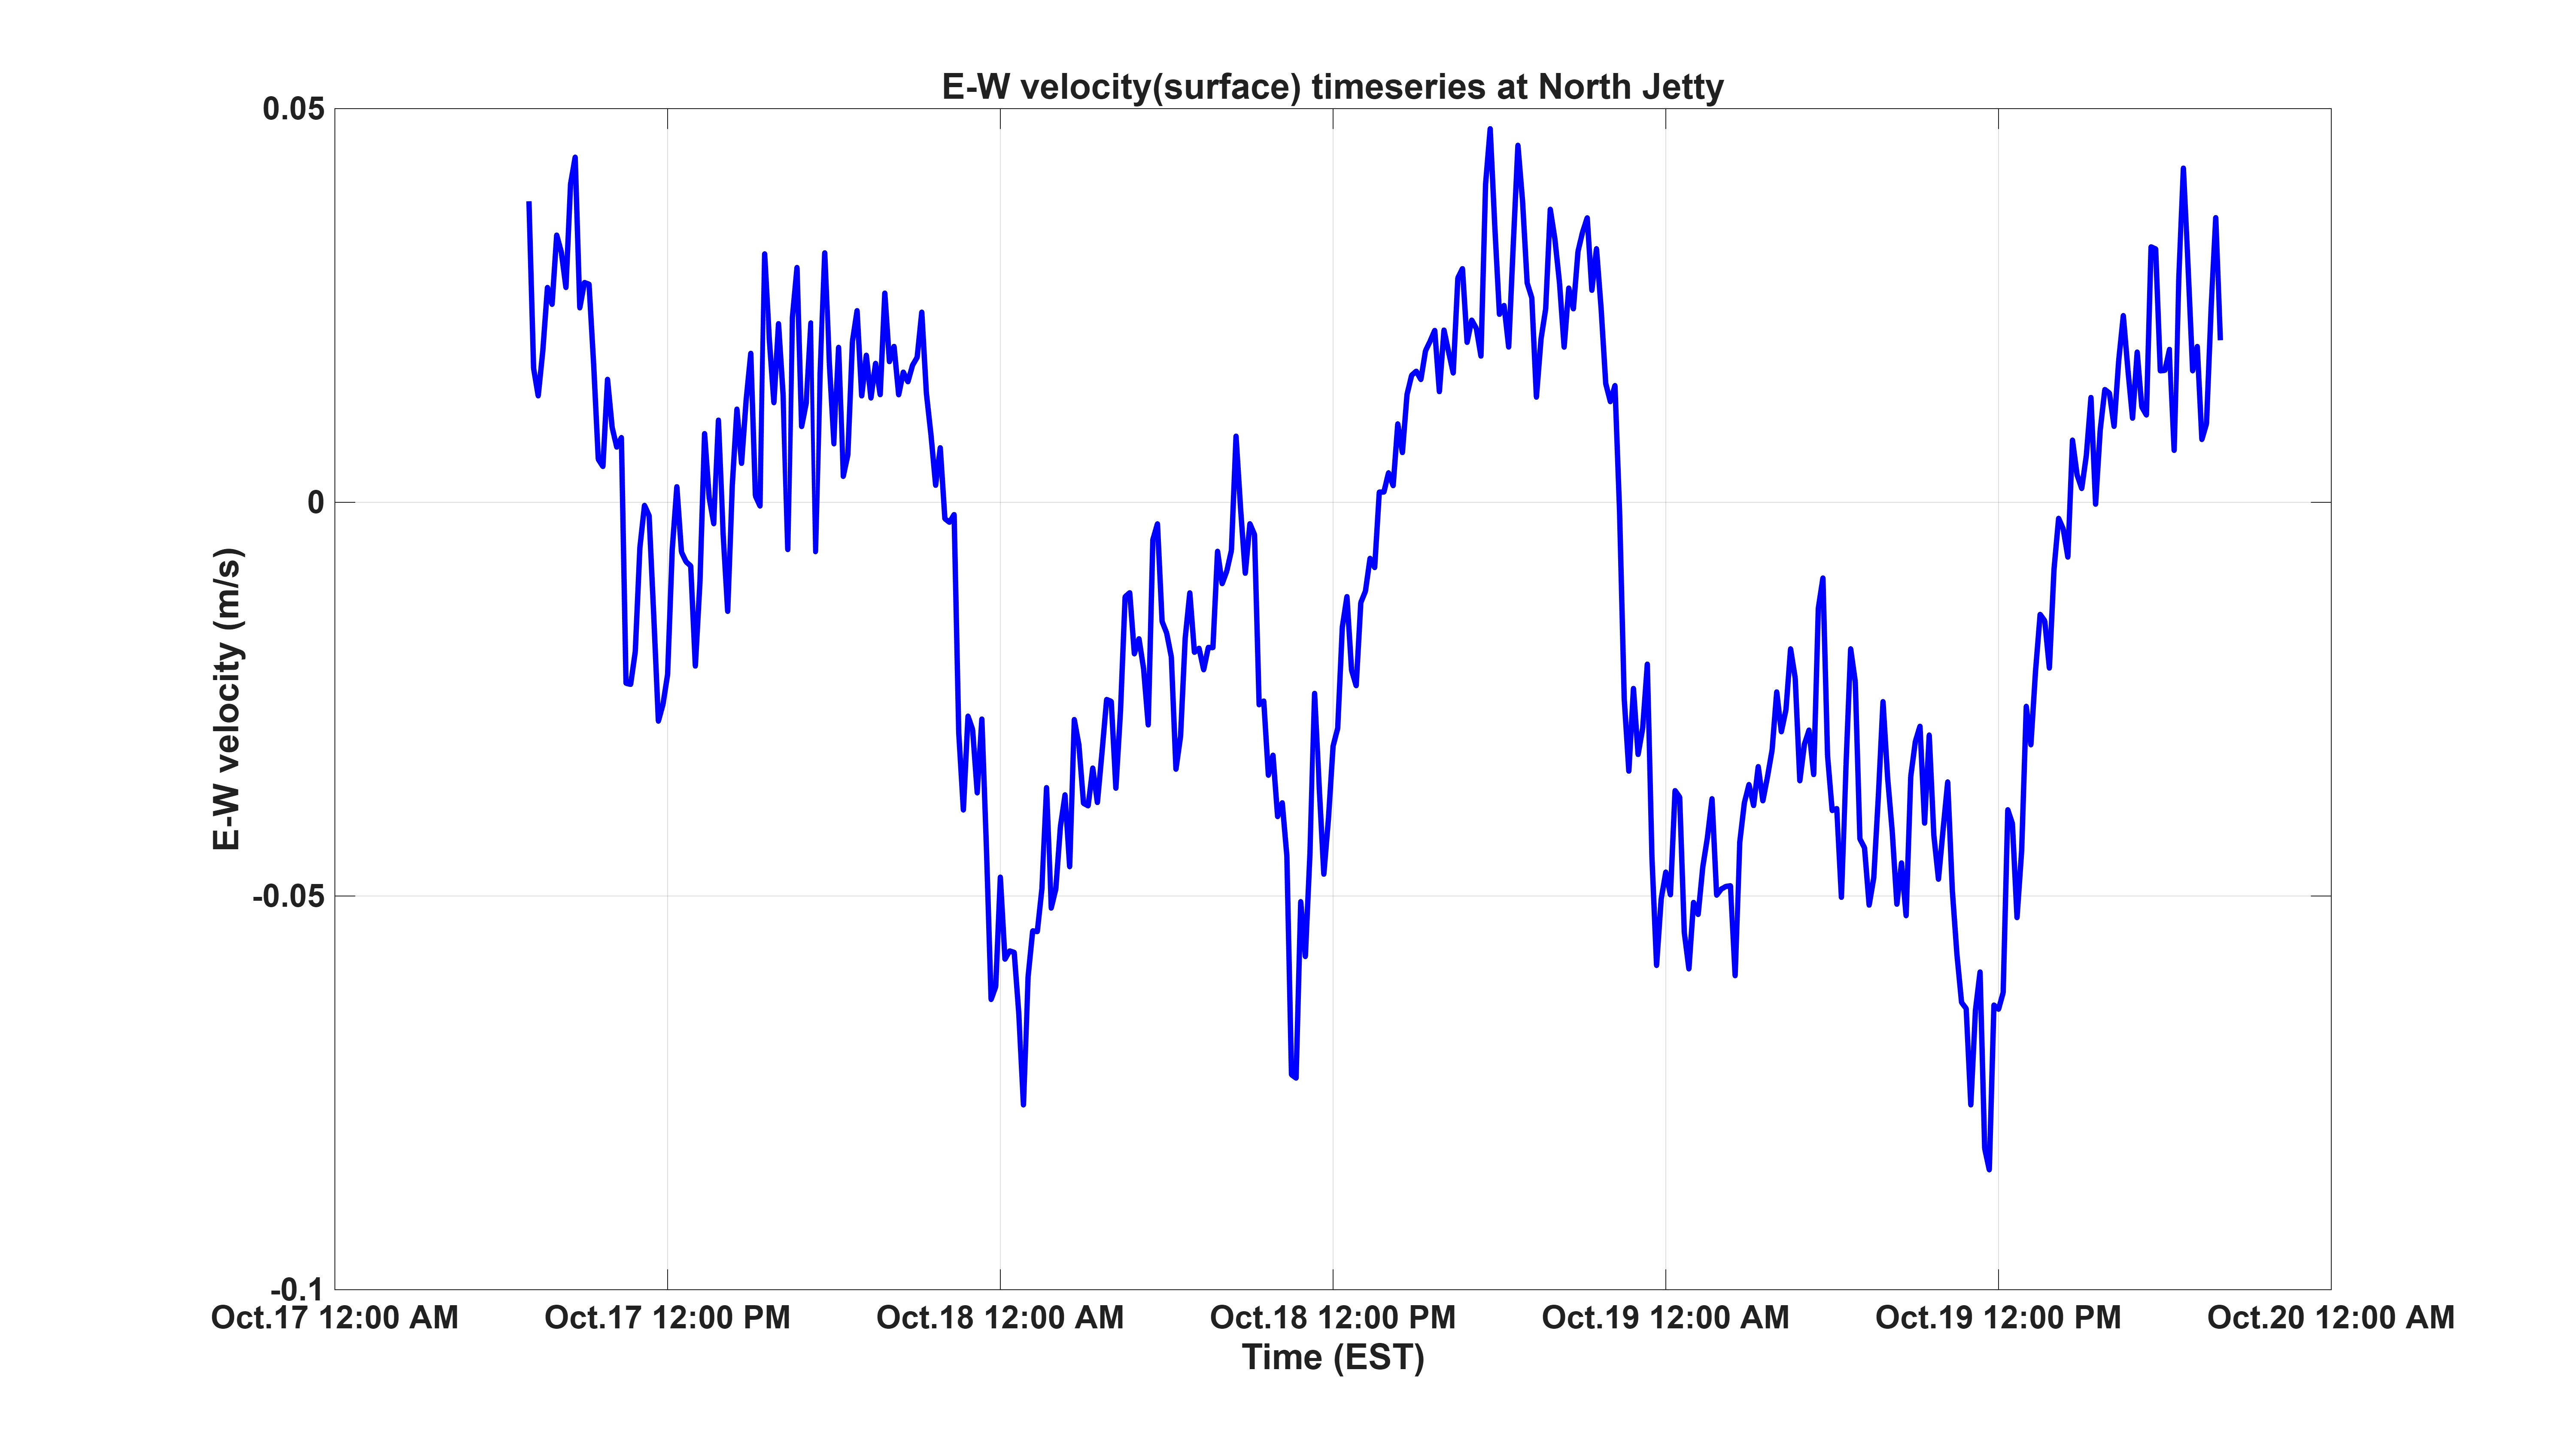 E-W velocity(surface) timeseries at North Jetty
0.05
0
-0.05
-0.1
E-W velocity (m/s)
Oct.17 12:00 AM
Oct.17 12:00 PM
Oct.18 12:00 AM
Oct.18 12:00 PM
Oct.19 12:00 AM
Oct.19 12:00 PM
Oct.20 12:00 AM
Time (EST)